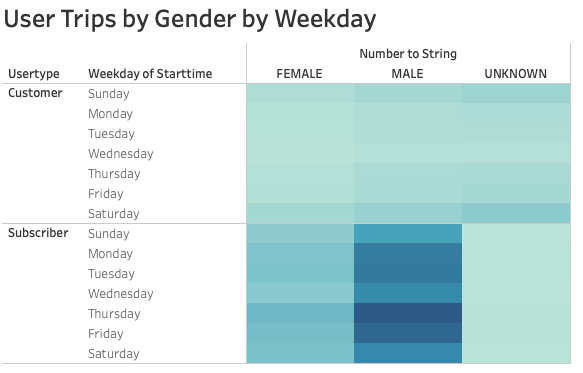 User Trips by Gender by Weekday
Number to String
Usertype Weekday of Starttime FEMALE MALE UNKNOWN
Customer Sunday
Monday
Tuesday
Wednesday
Thursday
Friday
Saturday
Subscriber Sunday
Monday
Tuesday
Wednesday
Thursday
Friday
Saturday